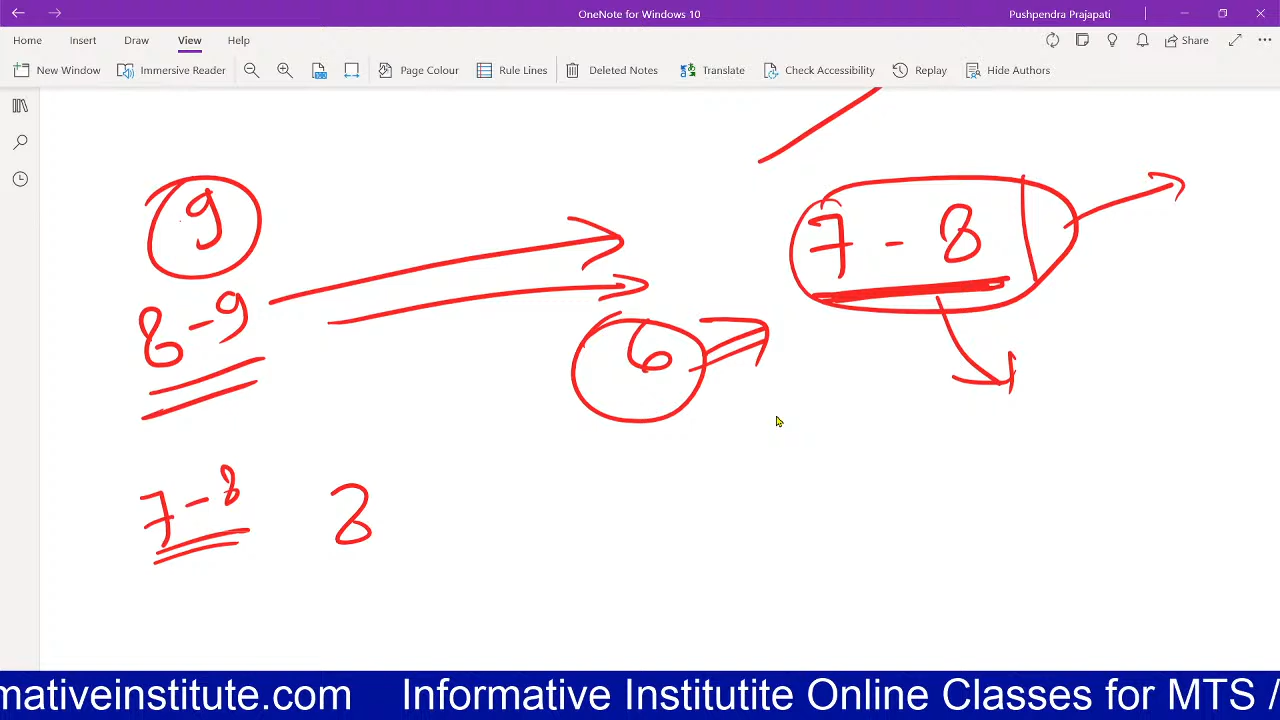 OneNote for Windows 10
Pushpendra Prajapati
Home Insert Draw View Help
Share
New Window Immersive Reader Page Colour Rule Lines Deleted Notes Translate Check Accessibility Replay Hide Authors
9
7 - 8
8 - 9
6
7 - 8
3
mativeinstitute.com Informative Institutite Online Classes for MTS /